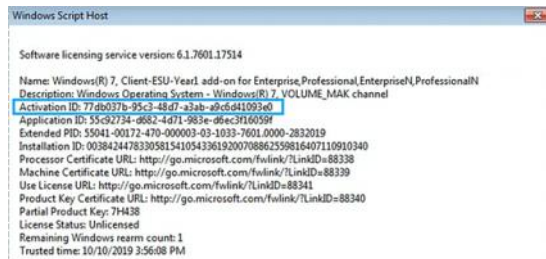 Windows Script Host
Software licensing service version: 6.1.7601.17514
Name: Windows(R) 7, Client-ESU-Year1 add-on for Enterprise,Professional,EnterpriseN,ProfessionalN
Description: Windows Operating System - Windows(R) 7, VOLUME_MAK channel
Activation ID: 77db037b-95c3-48d7-a3ab-a9c6d41093e0
Application ID: 55c92734-d682-4d71-983e-d6ec3f16059f
Extended PID: 55041-00172-470-000003-03-1033-7601.0000-2832019
Installation ID: 003842447833058154105433619200708862559816407110910340
Processor Certificate URL: http://go.microsoft.com/fwlink/?LinkID=88338
Machine Certificate URL: http://go.microsoft.com/fwlink/?LinkID=88339
Use License URL: http://go.microsoft.com/fwlink/?LinkID=88341
Product Key Certificate URL: http://go.microsoft.com/fwlink/?LinkID=88340
Partial Product Key: 7H438
License Status: Unlicensed
Remaining Windows rearm count: 1
Trusted time: 10/10/2019 3:56:08 PM